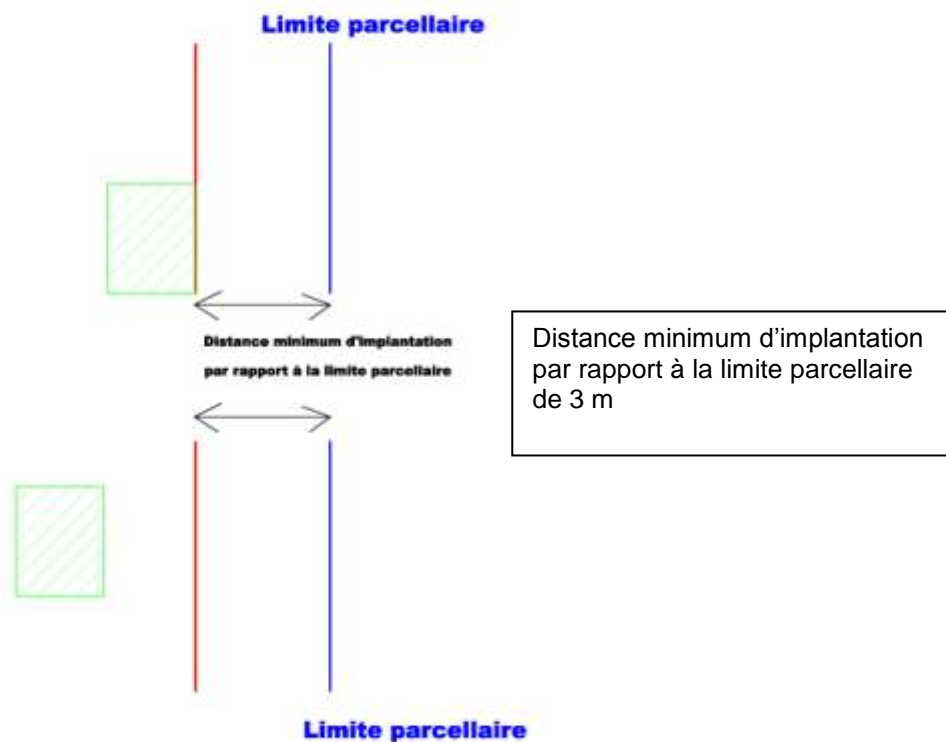 Limite parcellaire
Distance minimum d'implantation
par rapport à la limite parcellaire
Distance minimum d’implantation
par rapport à la limite parcellaire
de 3 m
Limite parcellaire